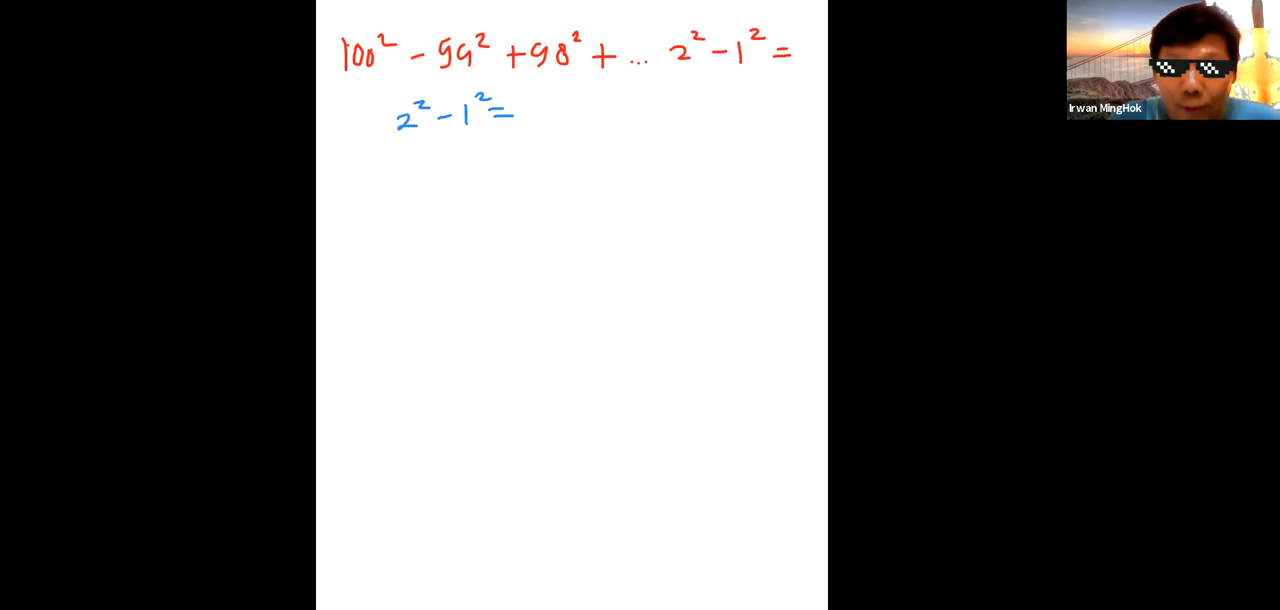 100² - 99² + 98² + ... 2² - 1² =
2² - 1² =
Irwan MingHok